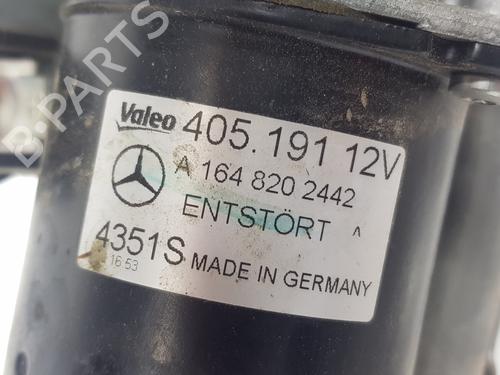 B-PARTS
Valeo 405.191 12V
A 164 820 2442
ENTSTÖRT ^
4351S MADE IN GERMANY
16:53